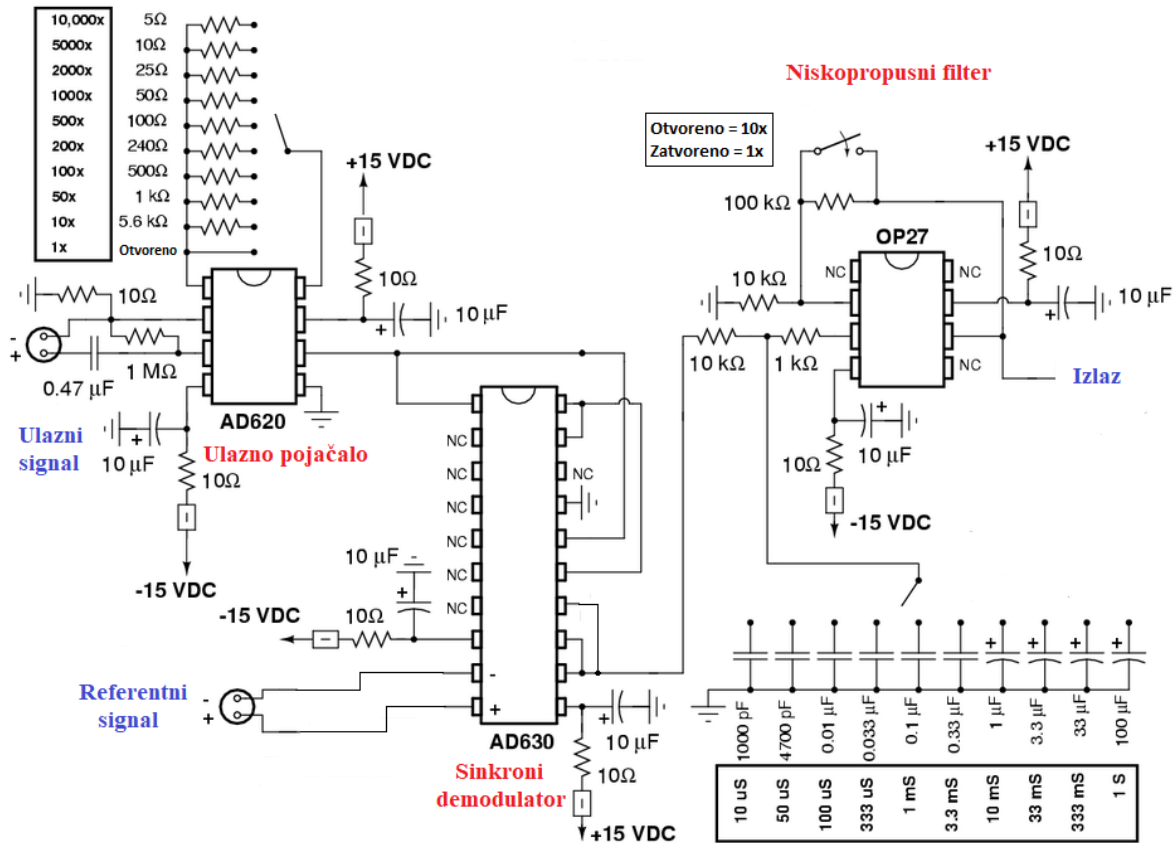 10,000x 5Ω
5000x 10Ω
2000x 25Ω
1000x 50Ω
500x 100Ω
200x 240Ω
100x 500Ω
50x 1 kΩ
10x 5.6 kΩ
1x Otvoreno
+15 VDC
10Ω
10 µF
10Ω
-
+
0.47 µF
1 MΩ
AD620
Ulazni
signal
10 µF
Ulazno pojačalo
10Ω
-15 VDC
NC
NC
NC
NC
NC
NC
NC
10 µF
+
-15 VDC
10Ω
Referentni
signal
-
+
-
+
AD630
Sinkroni
demodulator
+
10 µF
10Ω
+15 VDC
Niskopropusni filter
Otvoreno = 10x
Zatvoreno = 1x
+15 VDC
100 kΩ
OP27
10Ω
NC
NC
10 kΩ
+
10 µF
10 kΩ
1 kΩ
NC
Izlaz
+
10Ω
10 µF
-15 VDC
+
+
+
+
1000 pF
4700 pF
0.01 µF
0.033 µF
0.1 µF
0.33 µF
1 µF
3.3 µF
33 µF
100 µF
10 uS
50 uS
100 uS
333 uS
1 mS
3.3 mS
10 mS
33 mS
333 mS
1 S